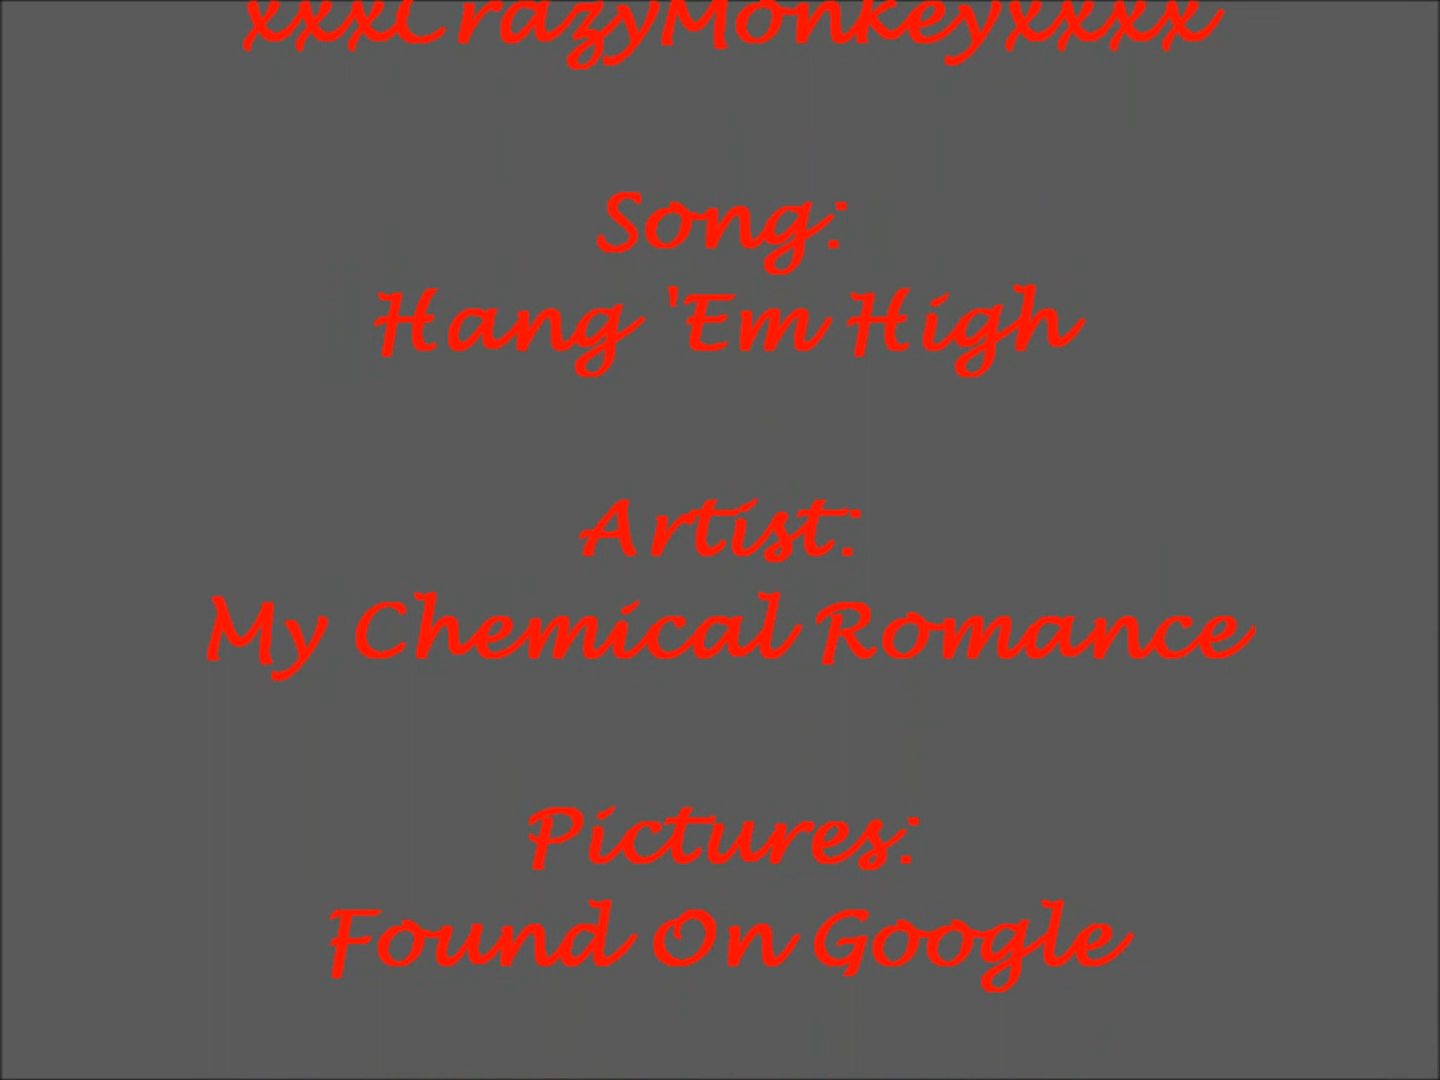 xxxCrazyMonkeyxxxx
Song:
Hang 'Em High
Artist:
My Chemical Romance
Pictures:
Found On Google